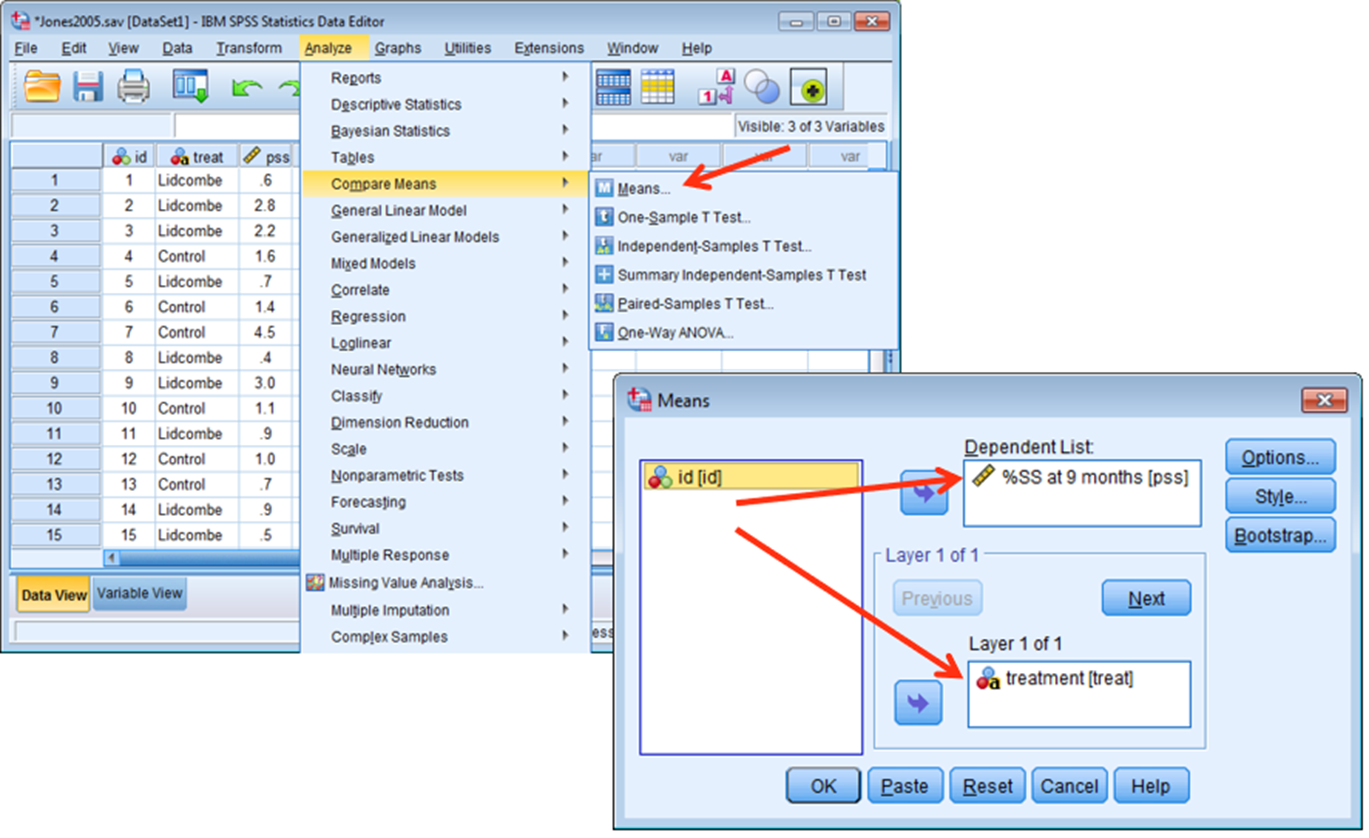 *Jones2005.sav [DataSet1] - IBM SPSS Statistics Data Editor
File Edit View Data Transform Analyze Graphs Utilities Extensions Window Help
Visible: 3 of 3 Variables
id treat pss var var
1 1 Lidcombe .6
2 2 Lidcombe 2.8
3 3 Lidcombe 2.2
4 4 Control 1.6
5 5 Lidcombe .7
6 6 Control 1.4
7 7 Control 4.5
8 8 Lidcombe .4
9 9 Lidcombe 3.0
10 10 Control 1.1
11 11 Lidcombe .9
12 12 Control 1.0
13 13 Control .7
14 14 Lidcombe .9
15 15 Lidcombe .5
Data View Variable View
Reports
Descriptive Statistics
Bayesian Statistics
Tables
Compare Means
General Linear Model
Generalized Linear Models
Mixed Models
Correlate
Regression
Loglinear
Neural Networks
Classify
Dimension Reduction
Scale
Nonparametric Tests
Forecasting
Survival
Multiple Response
Missing Value Analysis...
Multiple Imputation
Complex Samples
Means...
One-Sample T Test...
Independent-Samples T Test...
Summary Independent-Samples T Test
Paired-Samples T Test...
One-Way ANOVA...
Means
id [id]
Dependent List:
%SS at 9 months [pss]
Options...
Style...
Bootstrap...
Layer 1 of 1
Previous Next
Layer 1 of 1
treatment [treat]
OK Paste Reset Cancel Help